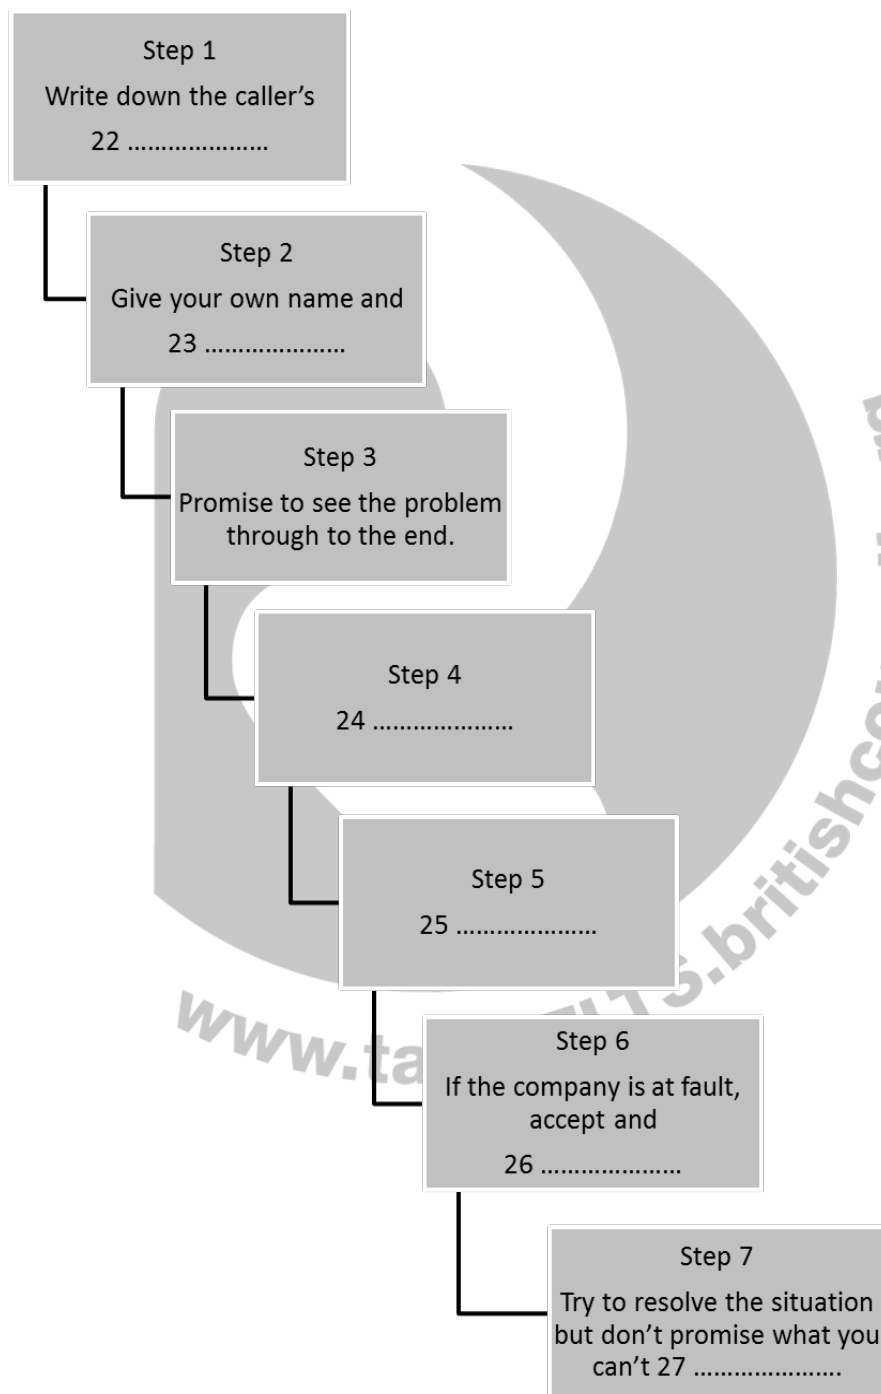 Step 1
Write down the caller’s
22 …………………
Step 2
Give your own name and
23 …………………
Step 3
Promise to see the problem
through to the end.
Step 4
24 …………………
Step 5
25 …………………
Step 6
If the company is at fault,
accept and
26 …………………
Step 7
Try to resolve the situation
but don’t promise what you
can’t 27 ………………….